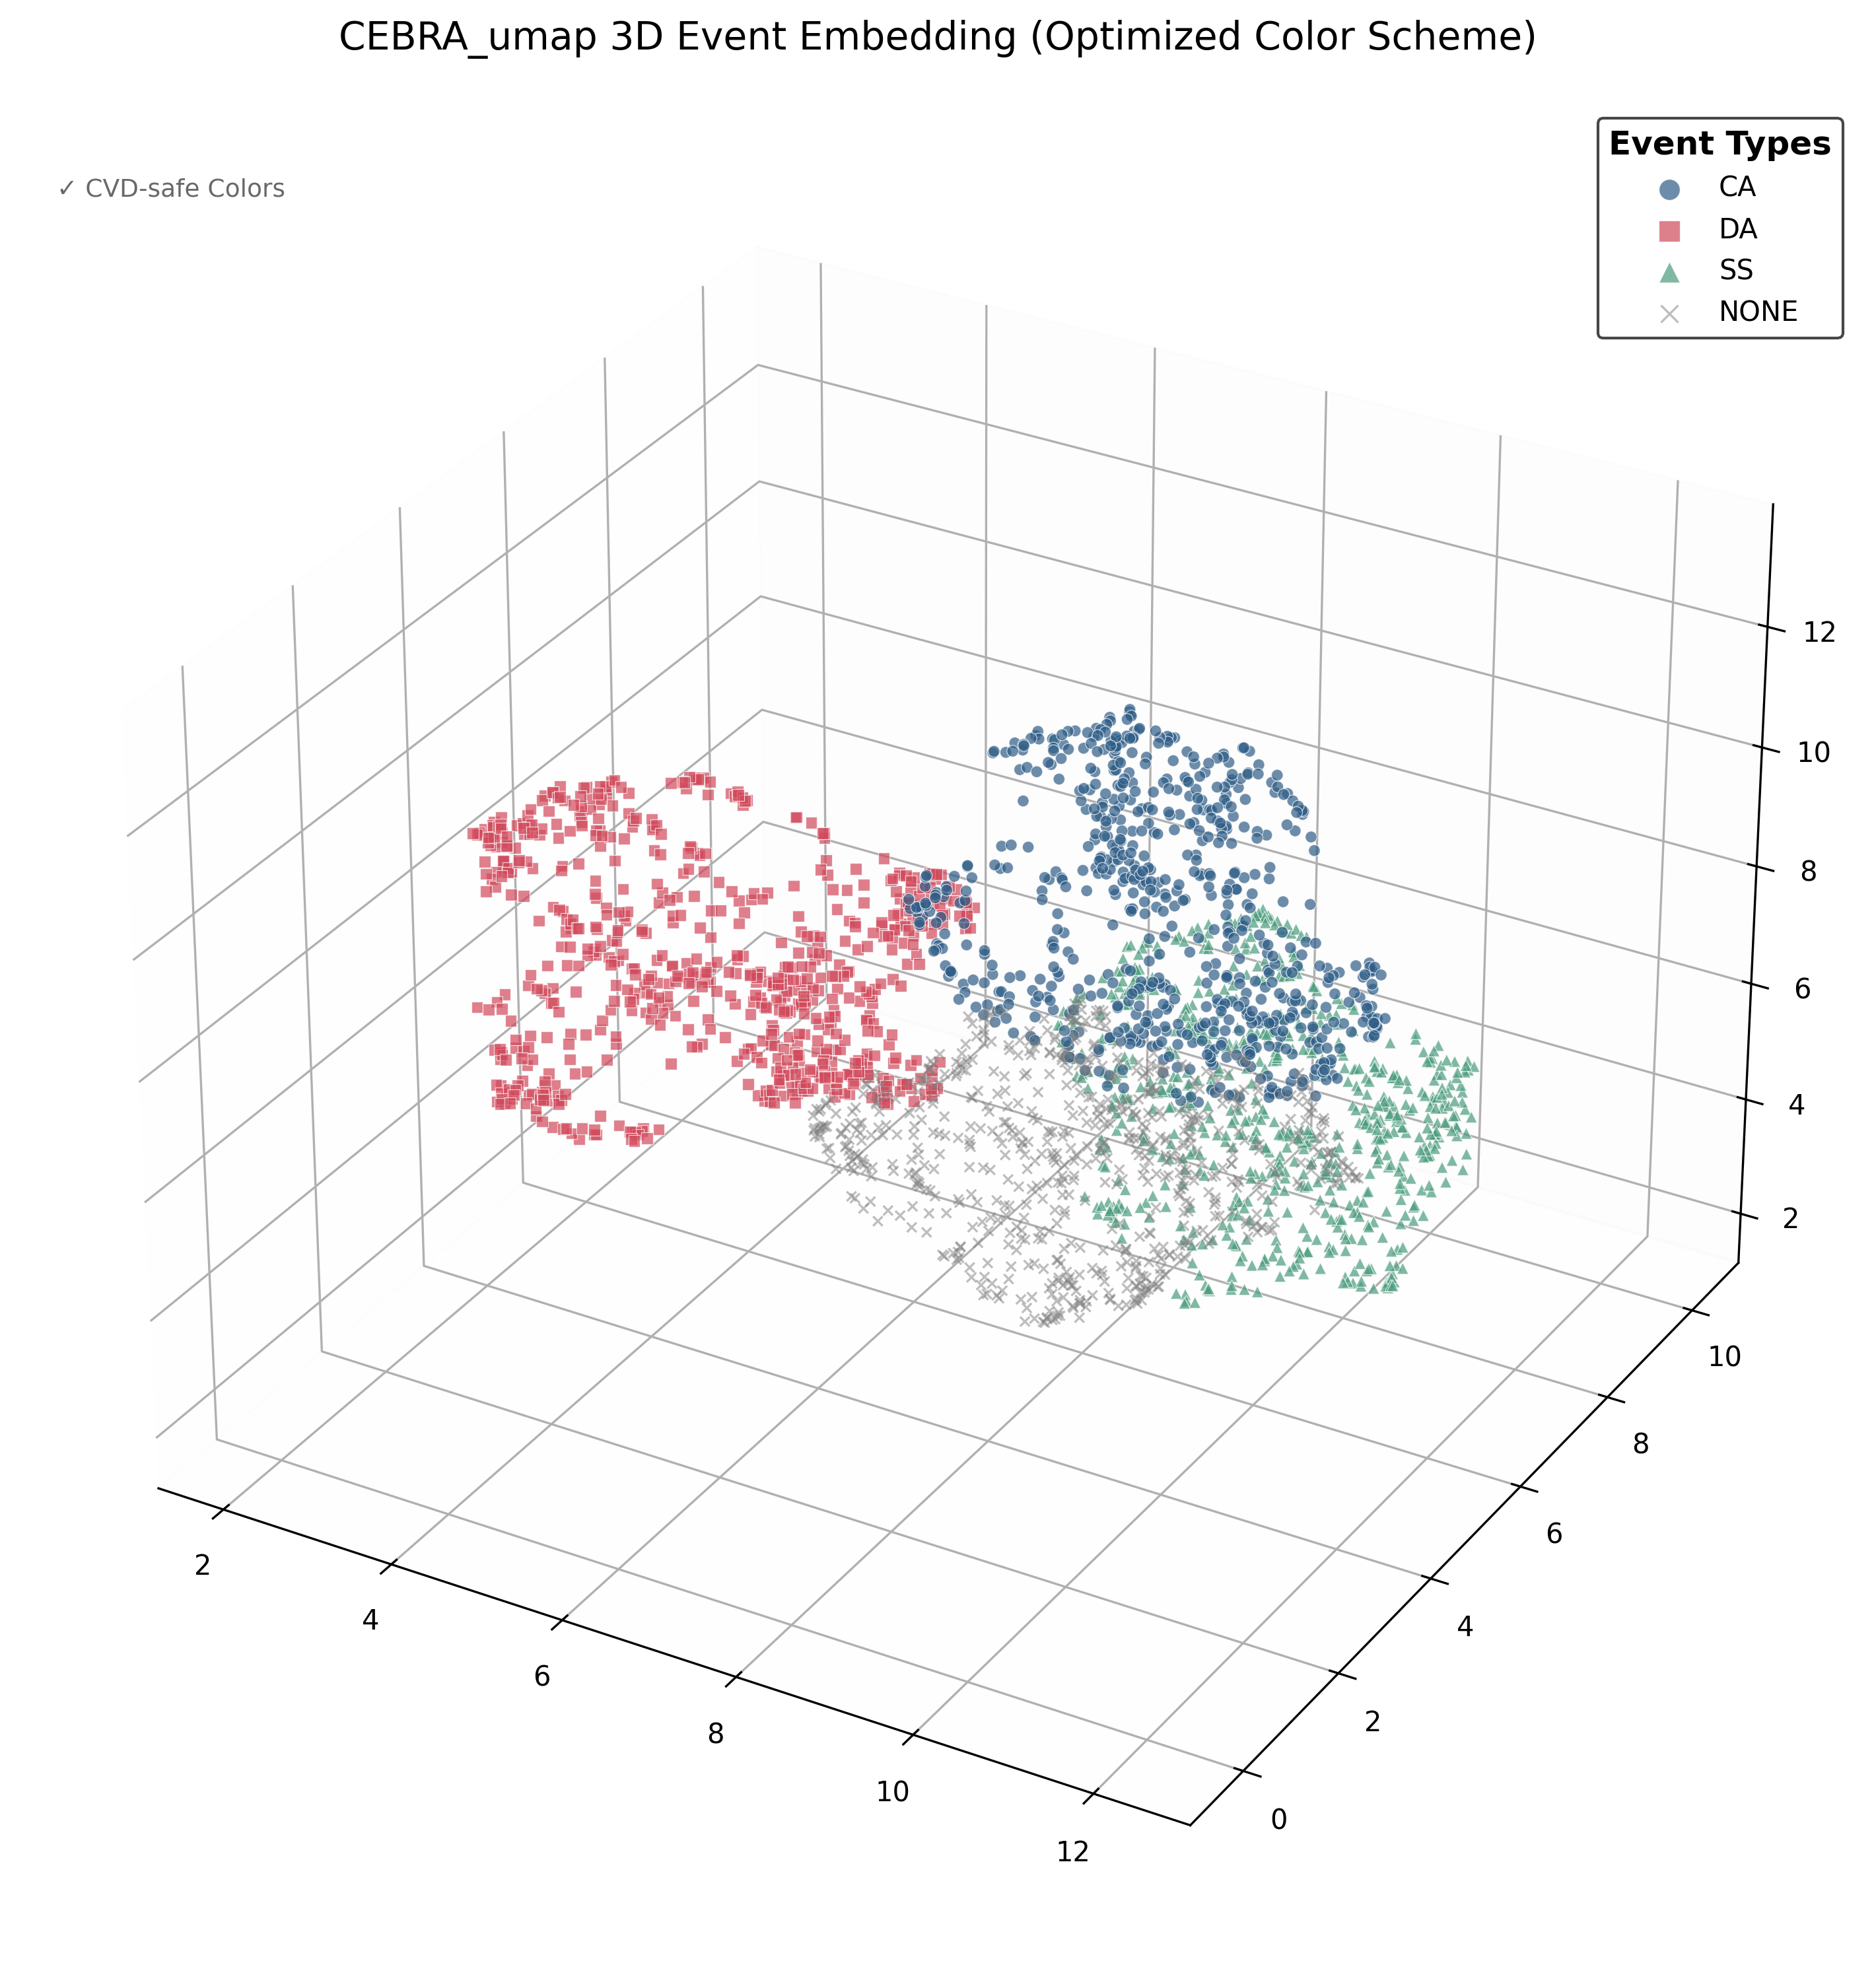 CEBRA_umap 3D Event Embedding (Optimized Color Scheme)
✓ CVD-safe Colors
Event Types
CA
DA
SS
NONE
12
10
8
6
4
2
10
8
6
4
2
0
2
4
6
8
10
12